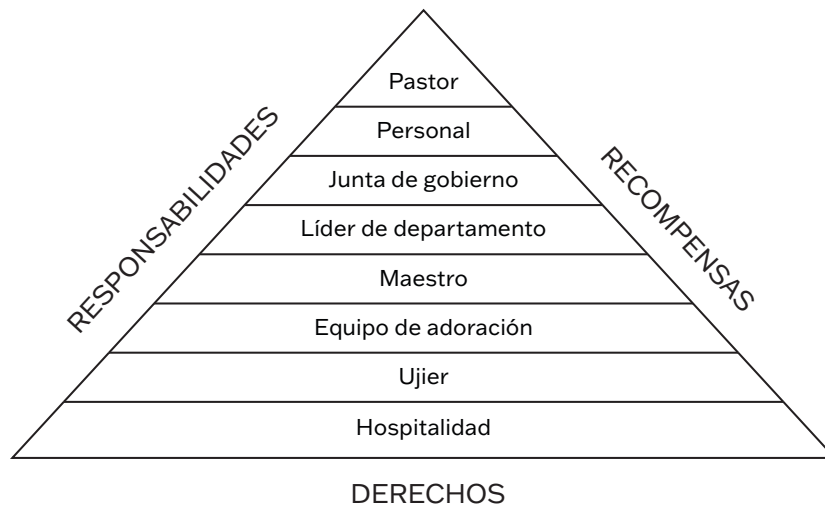 Pastor
Personal
Junta de gobierno
Líder de departamento
Maestro
Equipo de adoración
Ujier
Hospitalidad
RESPONSABILIDADES
RECOMPENSAS
DERECHOS